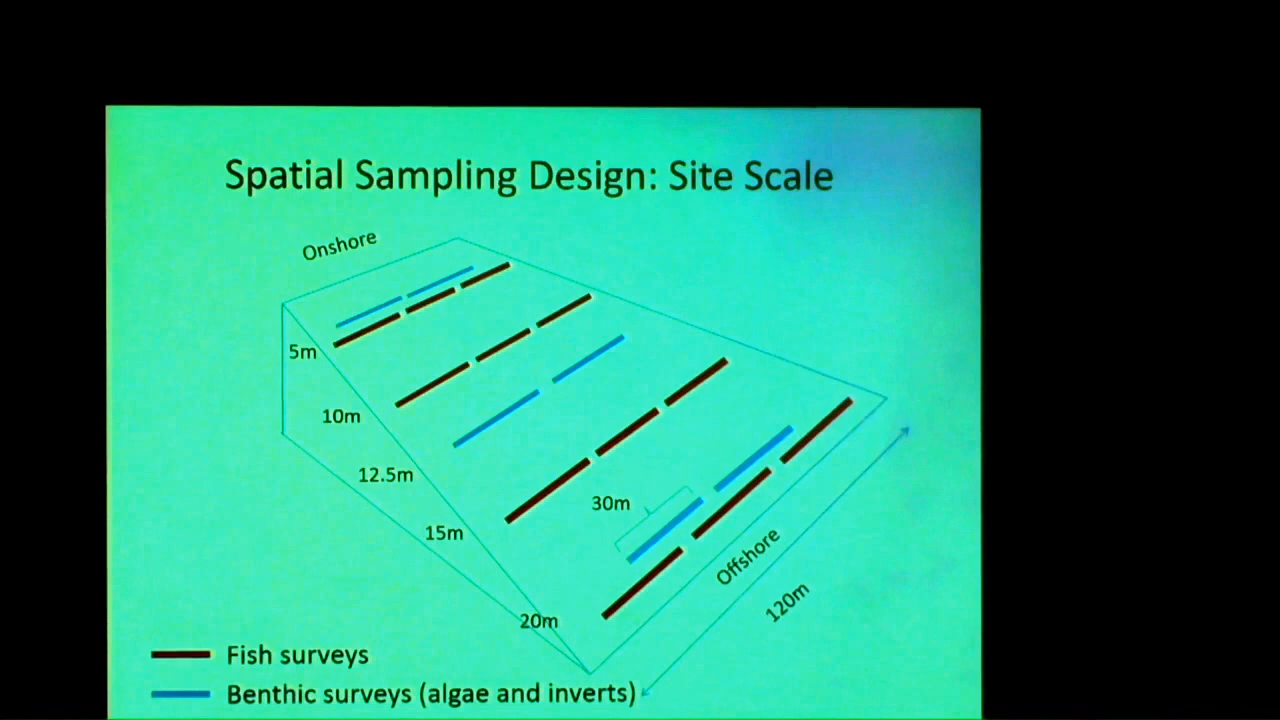 Spatial Sampling Design: Site Scale
Onshore
5m
10m
12.5m
15m
20m
30m
Offshore
120m
Fish surveys
Benthic surveys (algae and inverts)